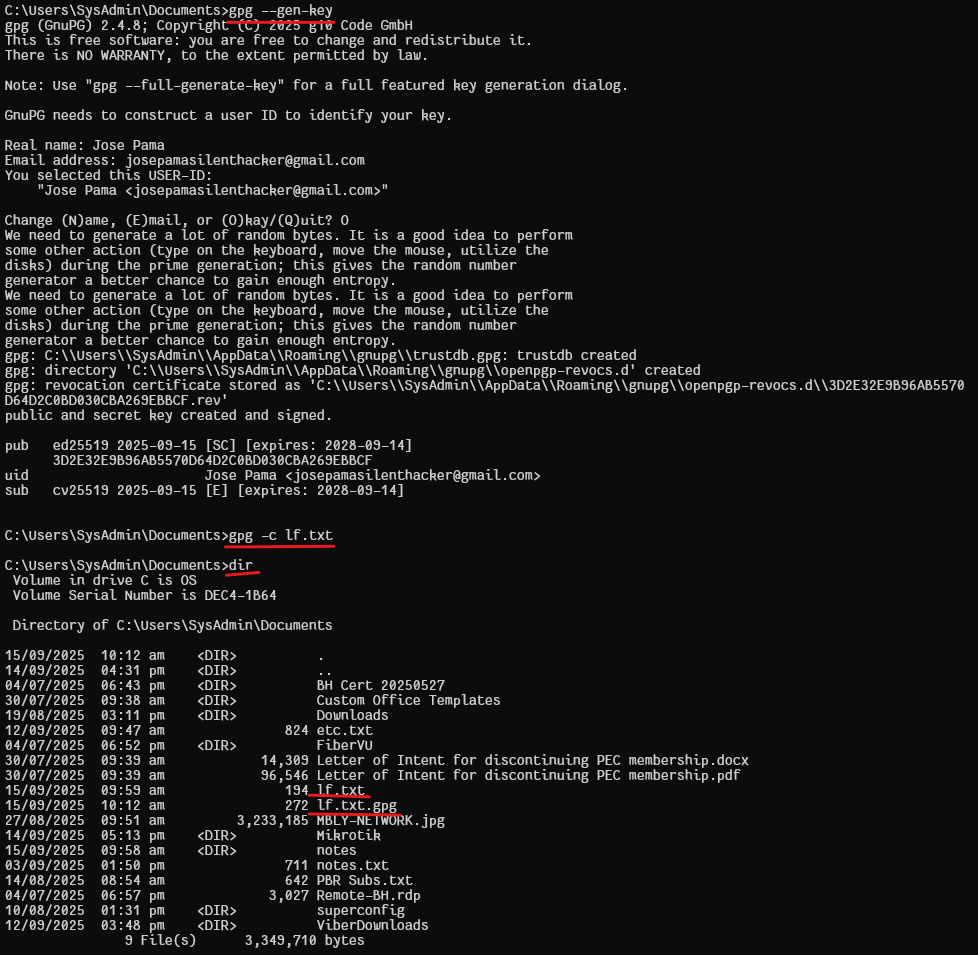 C:\Users\SysAdmin\Documents>gpg --gen-key
gpg (GnuPG) 2.4.8; Copyright (C) 2025 g10 Code GmbH
This is free software: you are free to change and redistribute it.
There is NO WARRANTY, to the extent permitted by law.

Note: Use "gpg --full-generate-key" for a full featured key generation dialog.

GnuPG needs to construct a user ID to identify your key.

Real name: Jose Pama
Email address: josepamasilenthacker@gmail.com
You selected this USER-ID:
    "Jose Pama <josepamasilenthacker@gmail.com>"

Change (N)ame, (E)mail, or (O)kay/(Q)uit? O
We need to generate a lot of random bytes. It is a good idea to perform
some other action (type on the keyboard, move the mouse, utilize the
disks) during the prime generation; this gives the random number
generator a better chance to gain enough entropy.
We need to generate a lot of random bytes. It is a good idea to perform
some other action (type on the keyboard, move the mouse, utilize the
disks) during the prime generation; this gives the random number
generator a better chance to gain enough entropy.
gpg: C:\\Users\\SysAdmin\\AppData\\Roaming\\gnupg\\trustdb.gpg: trustdb created
gpg: directory 'C:\\Users\\SysAdmin\\AppData\\Roaming\\gnupg\\openpgp-revocs.d' created
gpg: revocation certificate stored as 'C:\\Users\\SysAdmin\\AppData\\Roaming\\gnupg\\openpgp-revocs.d\\3D2E32E9B96AB5570
D64D2C0BD030CBA269EBBCF.rev'
public and secret key created and signed.

pub   ed25519 2025-09-15 [SC] [expires: 2028-09-14]
      3D2E32E9B96AB5570D64D2C0BD030CBA269EBBCF
uid                      Jose Pama <josepamasilenthacker@gmail.com>
sub   cv25519 2025-09-15 [E] [expires: 2028-09-14]

C:\Users\SysAdmin\Documents>gpg -c lf.txt

C:\Users\SysAdmin\Documents>dir
 Volume in drive C is OS
 Volume Serial Number is DEC4-1B64

 Directory of C:\Users\SysAdmin\Documents

15/09/2025  10:12 am    <DIR>          .
14/09/2025  04:31 pm    <DIR>          ..
04/07/2025  06:43 pm    <DIR>          BH Cert 20250527
30/07/2025  09:38 am    <DIR>          Custom Office Templates
19/08/2025  03:11 pm    <DIR>          Downloads
12/09/2025  09:47 am               824 etc.txt
04/07/2025  06:52 pm    <DIR>          FiberVU
30/07/2025  09:39 am            14,309 Letter of Intent for discontinuing PEC membership.docx
30/07/2025  09:39 am            96,546 Letter of Intent for discontinuing PEC membership.pdf
15/09/2025  09:59 am               194 lf.txt
15/09/2025  10:12 am               272 lf.txt.gpg
27/08/2025  09:51 am         3,233,185 MBLY-NETWORK.jpg
14/09/2025  05:13 pm    <DIR>          Mikrotik
15/09/2025  09:58 am    <DIR>          notes
03/09/2025  01:50 pm               711 notes.txt
14/08/2025  08:54 am               642 PBR Subs.txt
04/07/2025  06:57 pm             3,027 Remote-BH.rdp
10/08/2025  01:31 pm    <DIR>          superconfig
12/09/2025  03:48 pm    <DIR>          ViberDownloads
               9 File(s)      3,349,710 bytes